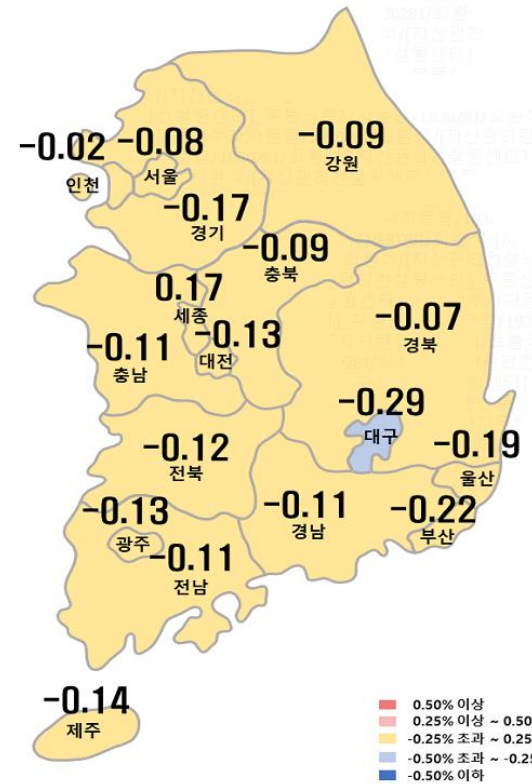 -0.02
인천
-0.08
서울
-0.09
강원
-0.17
경기
-0.09
충북
0.17
세종
-0.13
대전
-0.11
충남
-0.07
경북
-0.29
대구
-0.19
울산
-0.12
전북
-0.11
경남
-0.22
부산
-0.13
광주
-0.11
전남
-0.14
제주
0.50% 이상
0.25% 이상 ~ 0.50
-0.25% 초과 ~ 0.25
-0.50% 초과 ~ -0.25
-0.50% 이하